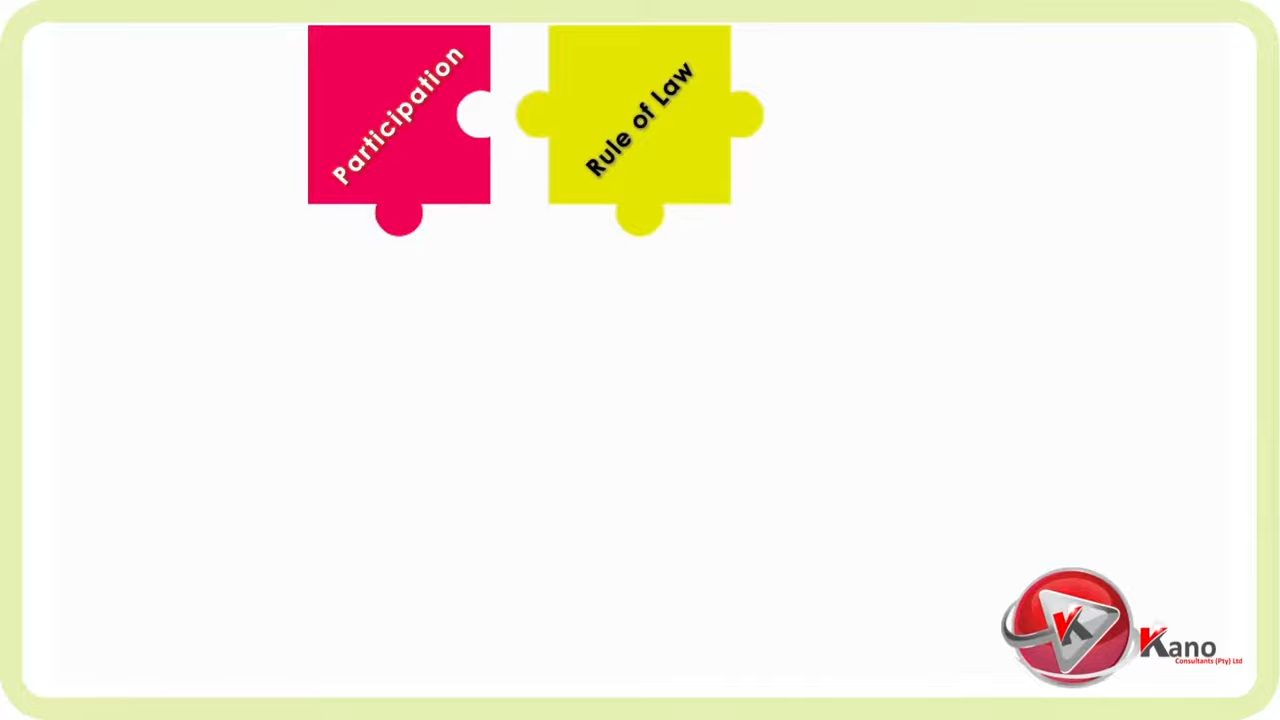 Participation
Rule of Law
Kano
Consultants (Pty) Ltd